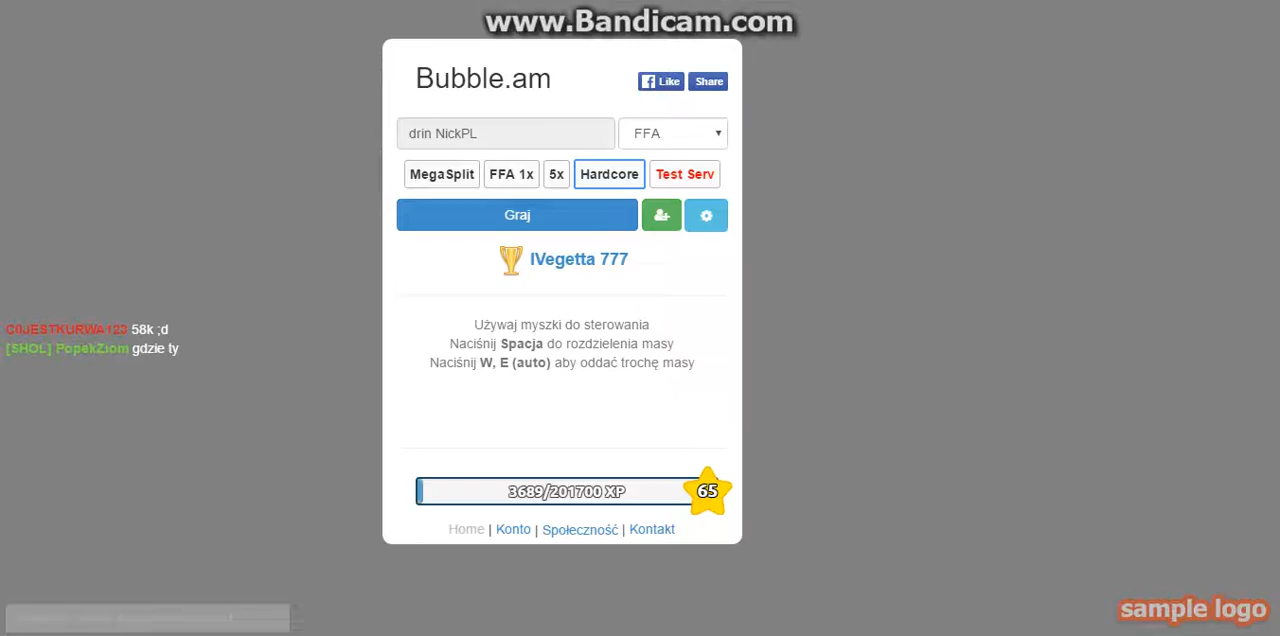 www.Bandicam.com
Bubble.am
Like Share
drin NickPL FFA
MegaSplit FFA 1x 5x Hardcore Test Serv
Graj
IVegetta 777
Używaj myszki do sterowania
C0JESTKURWA123 58k ;d
Naciśnij Spacja do rozdzielenia masy
[SHOL] PopekZiom gdzie ty
Naciśnij W, E (auto) aby oddać trochę masy
3689/201700 XP 65
Home | Konto | Społeczność | Kontakt
sample logo